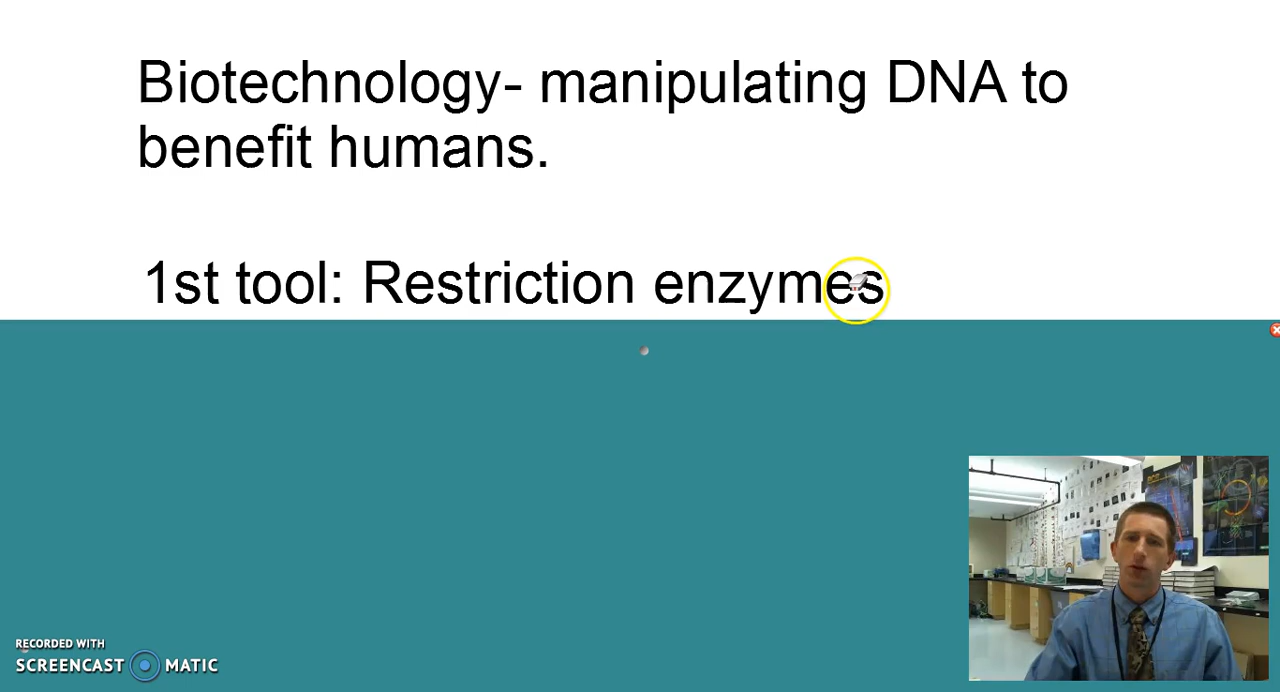 Biotechnology- manipulating DNA to
benefit humans.
1st tool: Restriction enzymes
RECORDED WITH
SCREENCAST MATIC